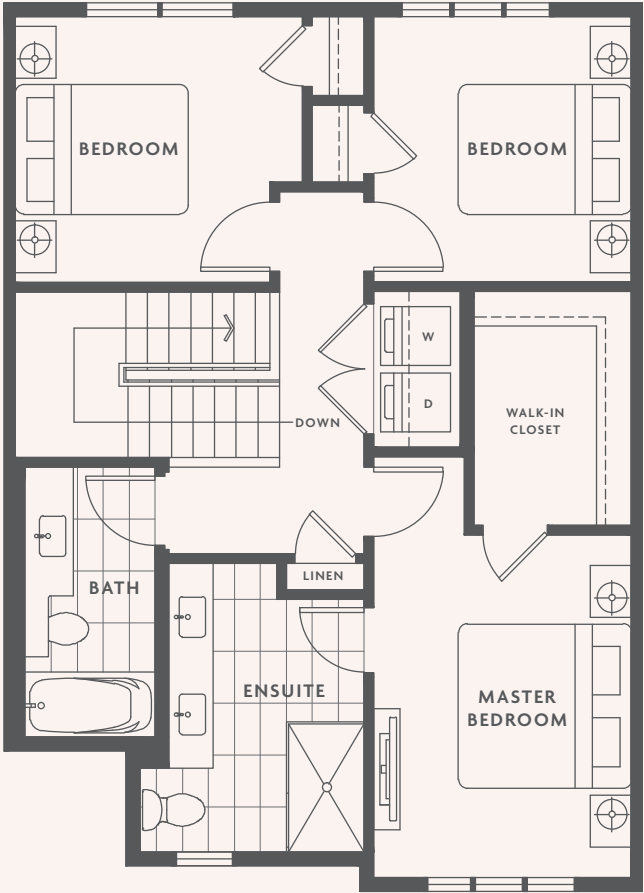 BEDROOM
BEDROOM
W
D
WALK-IN
CLOSET
DOWN
LINEN
BATH
ENSUITE
MASTER
BEDROOM